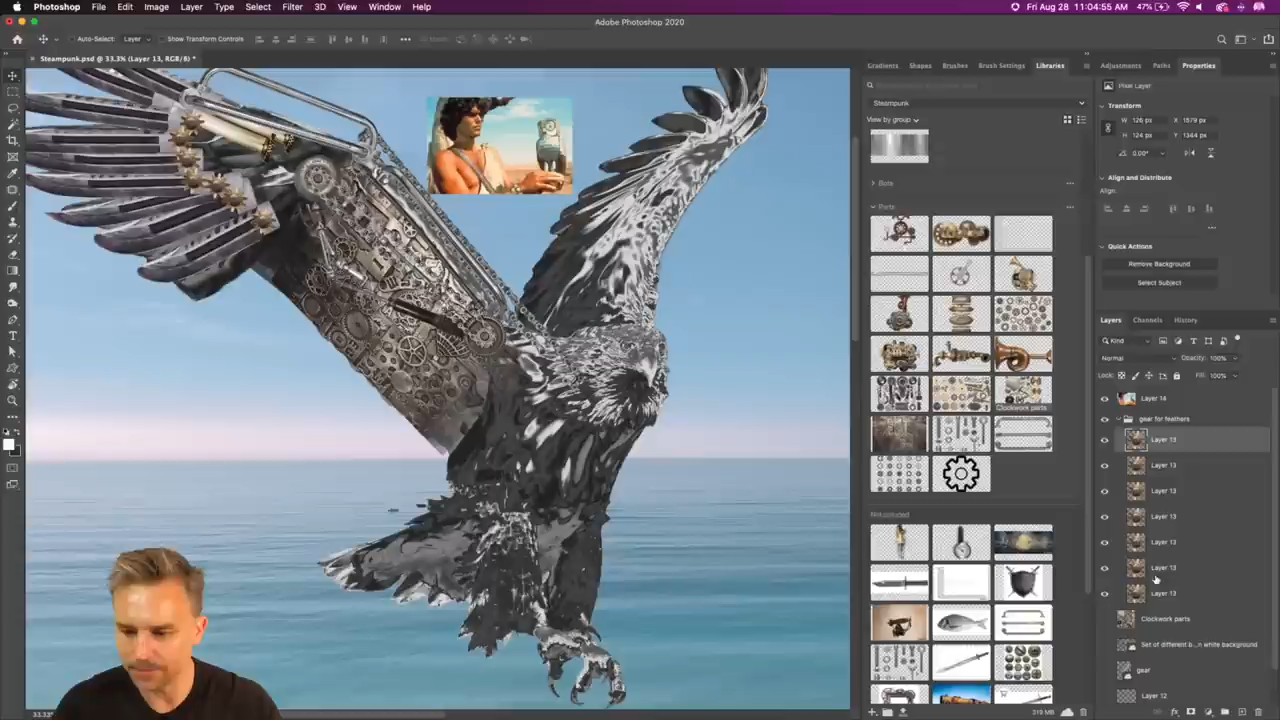 Photoshop File Edit Image Layer Type Select Filter 3D View Window Help
47% Fri Aug 28 11:04:55 AM
Adobe Photoshop 2020
Auto-Select: Layer Show Transform Controls
Steampunk.psd @ 33.3% (Layer 13, RGB/8) *
Gradients Shapes Brushes Brush Settings Libraries
Steampunk
View by group
Parts
Clockwork parts
Not included
319 MB
Adjustments Paths Properties
Pixel Layer
Transform
W: 126 px X: 1579 px
H: 124 px Y: 1344 px
0.00°
Align and Distribute
Align:
Quick Actions
Remove Background
Select Subject
Layers Channels History
Kind
Normal Opacity: 100%
Lock: Fill: 100%
Layer 14
gear for feathers
Layer 13
Layer 13
Layer 13
Layer 13
Layer 13
Layer 13
Layer 13
Clockwork parts
Set of different b...n white background
gear
Layer 12
33.33%